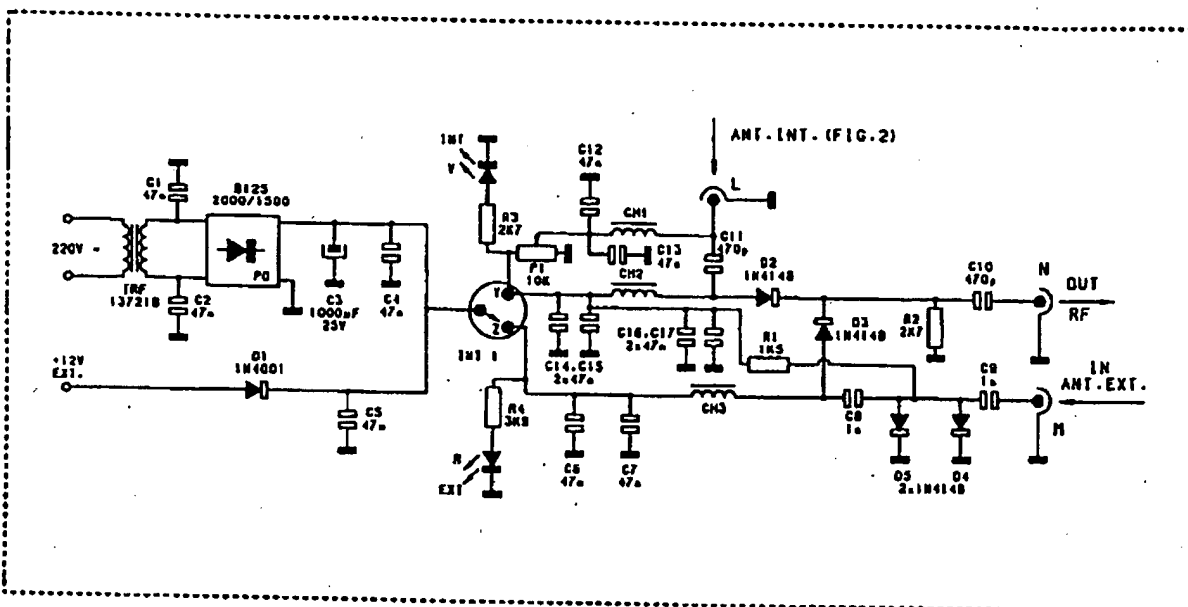 ANT.INT.(FIG.2)
INT
V
C12
47n
L
C1
47n
B125
2000/1500
R3
2K7
CH1
C11
470p
C13
47n
220V ~
P1
10K
CH2
D2
1N4148
C10
470p
N
OUT
RF
PO
TRF
137218
C2
47n
C3
1000µF
25V
C4
47n
Y
Z
C16,C17
2x47n
R1
1K5
D3
1N4148
R2
2K7
+12V
EXT.
D1
1N4001
INT 1
C14,C15
2x47n
IN
ANT.EXT.
C9
1n
C5
47n
R4
3K9
CH3
C8
1n
M
R
EXT
C6
47n
C7
47n
D5
D4
2x1N4148